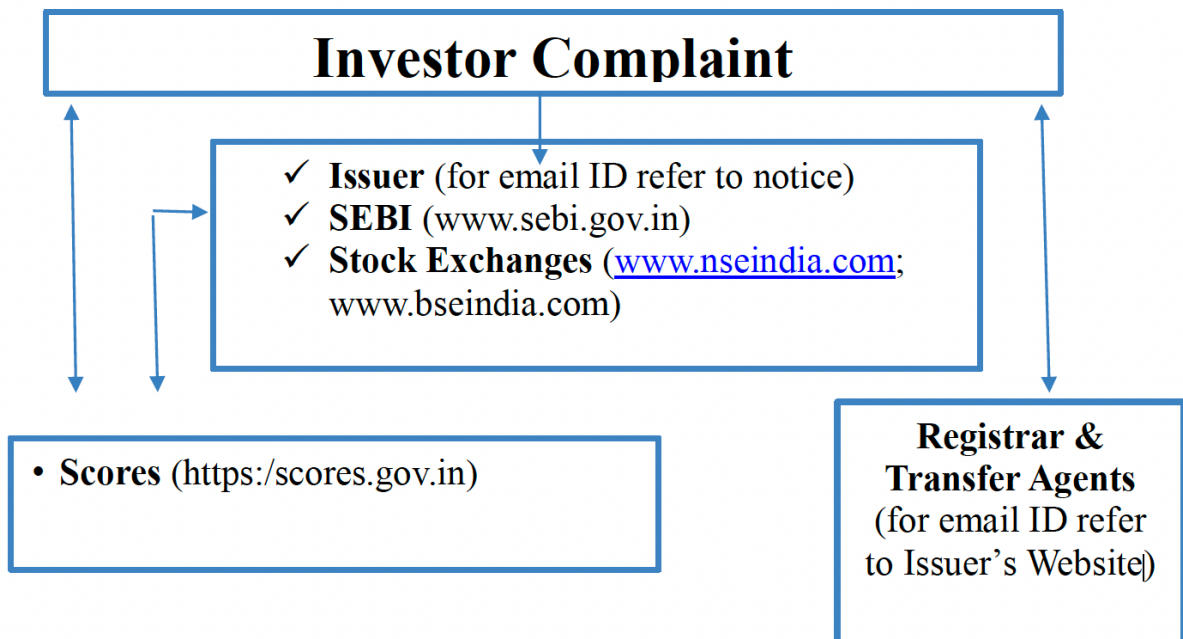 Investor Complaint
✓ Issuer (for email ID refer to notice)
✓ SEBI (www.sebi.gov.in)
✓ Stock Exchanges (www.nseindia.com;
www.bseindia.com)
• Scores (https:/scores.gov.in)
Registrar &
Transfer Agents
(for email ID refer
to Issuer’s Website)